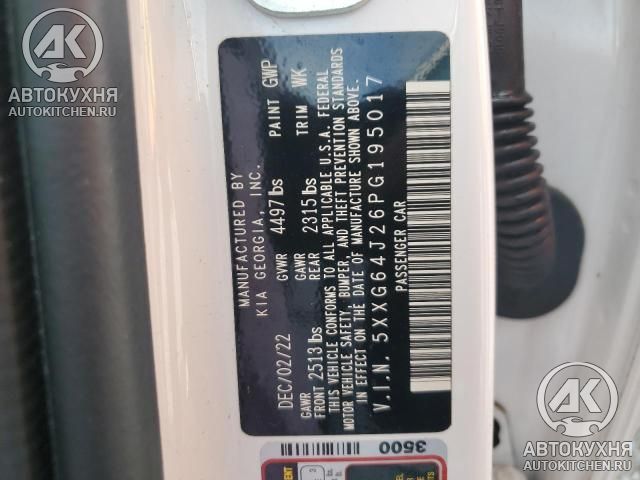 MANUFACTURED BY
KIA GEORGIA, INC.
DEC/02/22 GVWR 4497 lbs PAINT GWP
GAWR FRONT 2513 lbs GAWR REAR 2315 lbs TRIM WK
THIS VEHICLE CONFORMS TO ALL APPLICABLE U.S.A. FEDERAL
MOTOR VEHICLE SAFETY, BUMPER, AND THEFT PREVENTION STANDARDS
IN EFFECT ON THE DATE OF MANUFACTURE SHOWN ABOVE.
V.I.N. 5XXG64J26PG195017
PASSENGER CAR
3500
AK
АВТОКУХНЯ
AUTOKITCHEN.RU
AK
АВТОКУХНЯ
AUTOKITCHEN.RU